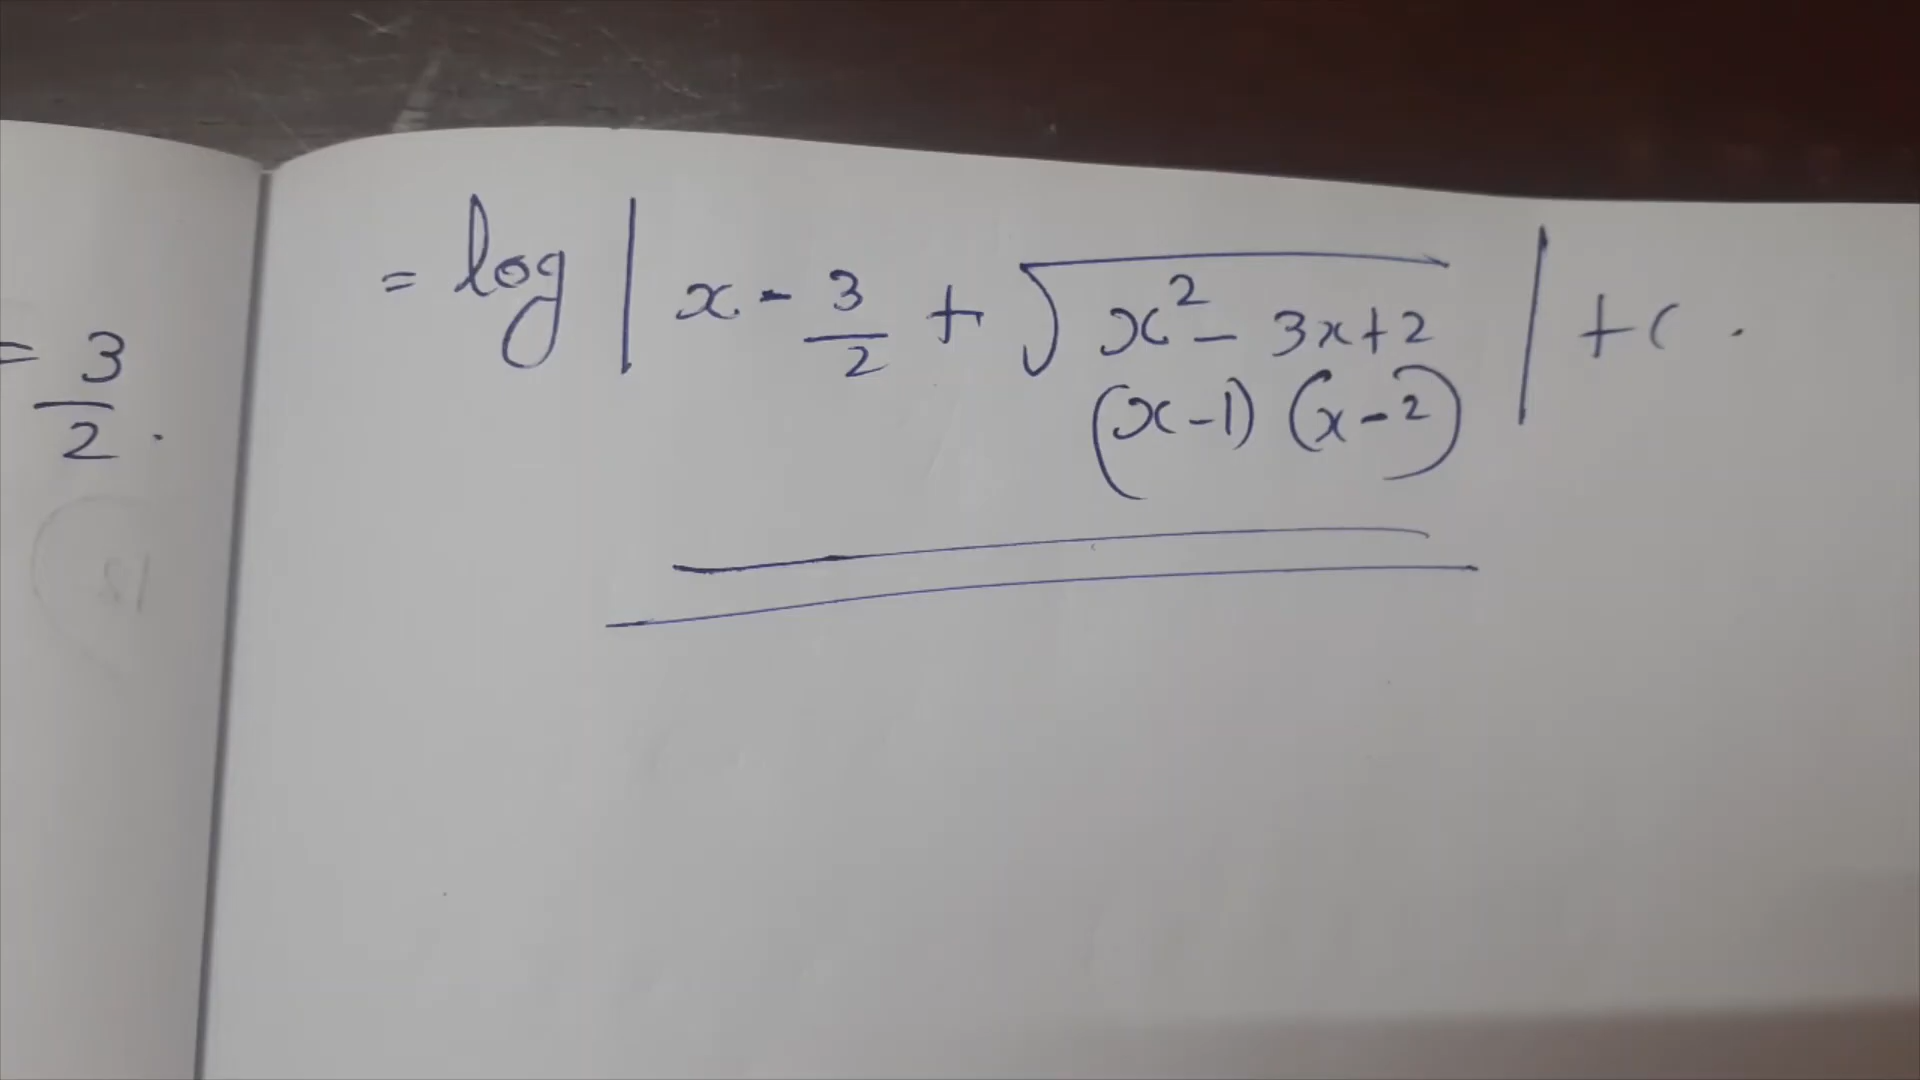 = 3/2 .
= log | x - 3/2 + √(x² - 3x + 2) | + c .
(x-1) (x-2)